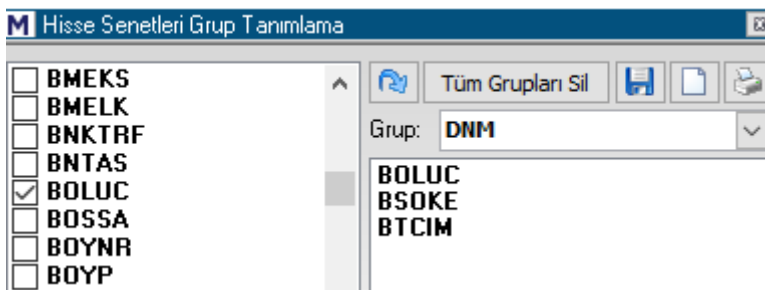 M Hisse Senetleri Grup Tanımlama
BMEKS
BMELK
BNKTRF
BNTAS
BOLUC
BOSSA
BOYNR
BOYP
Tüm Grupları Sil
Grup: DNM
BOLUC
BSOKE
BTCIM